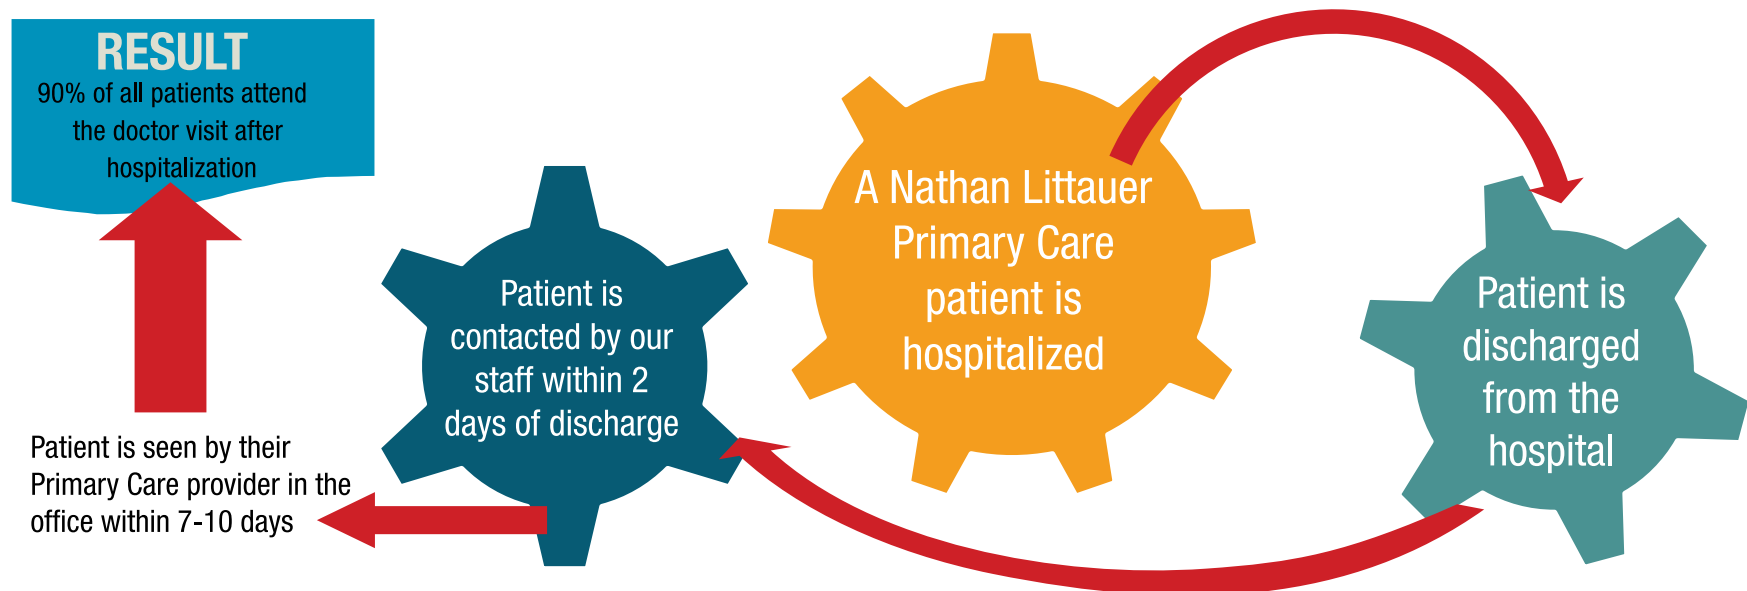 RESULT
90% of all patients attend
the doctor visit after
hospitalization
Patient is seen by their
Primary Care provider in the
office within 7-10 days
Patient is
contacted by our
staff within 2
days of discharge
A Nathan Littauer
Primary Care
patient is
hospitalized
Patient is
discharged
from the
hospital